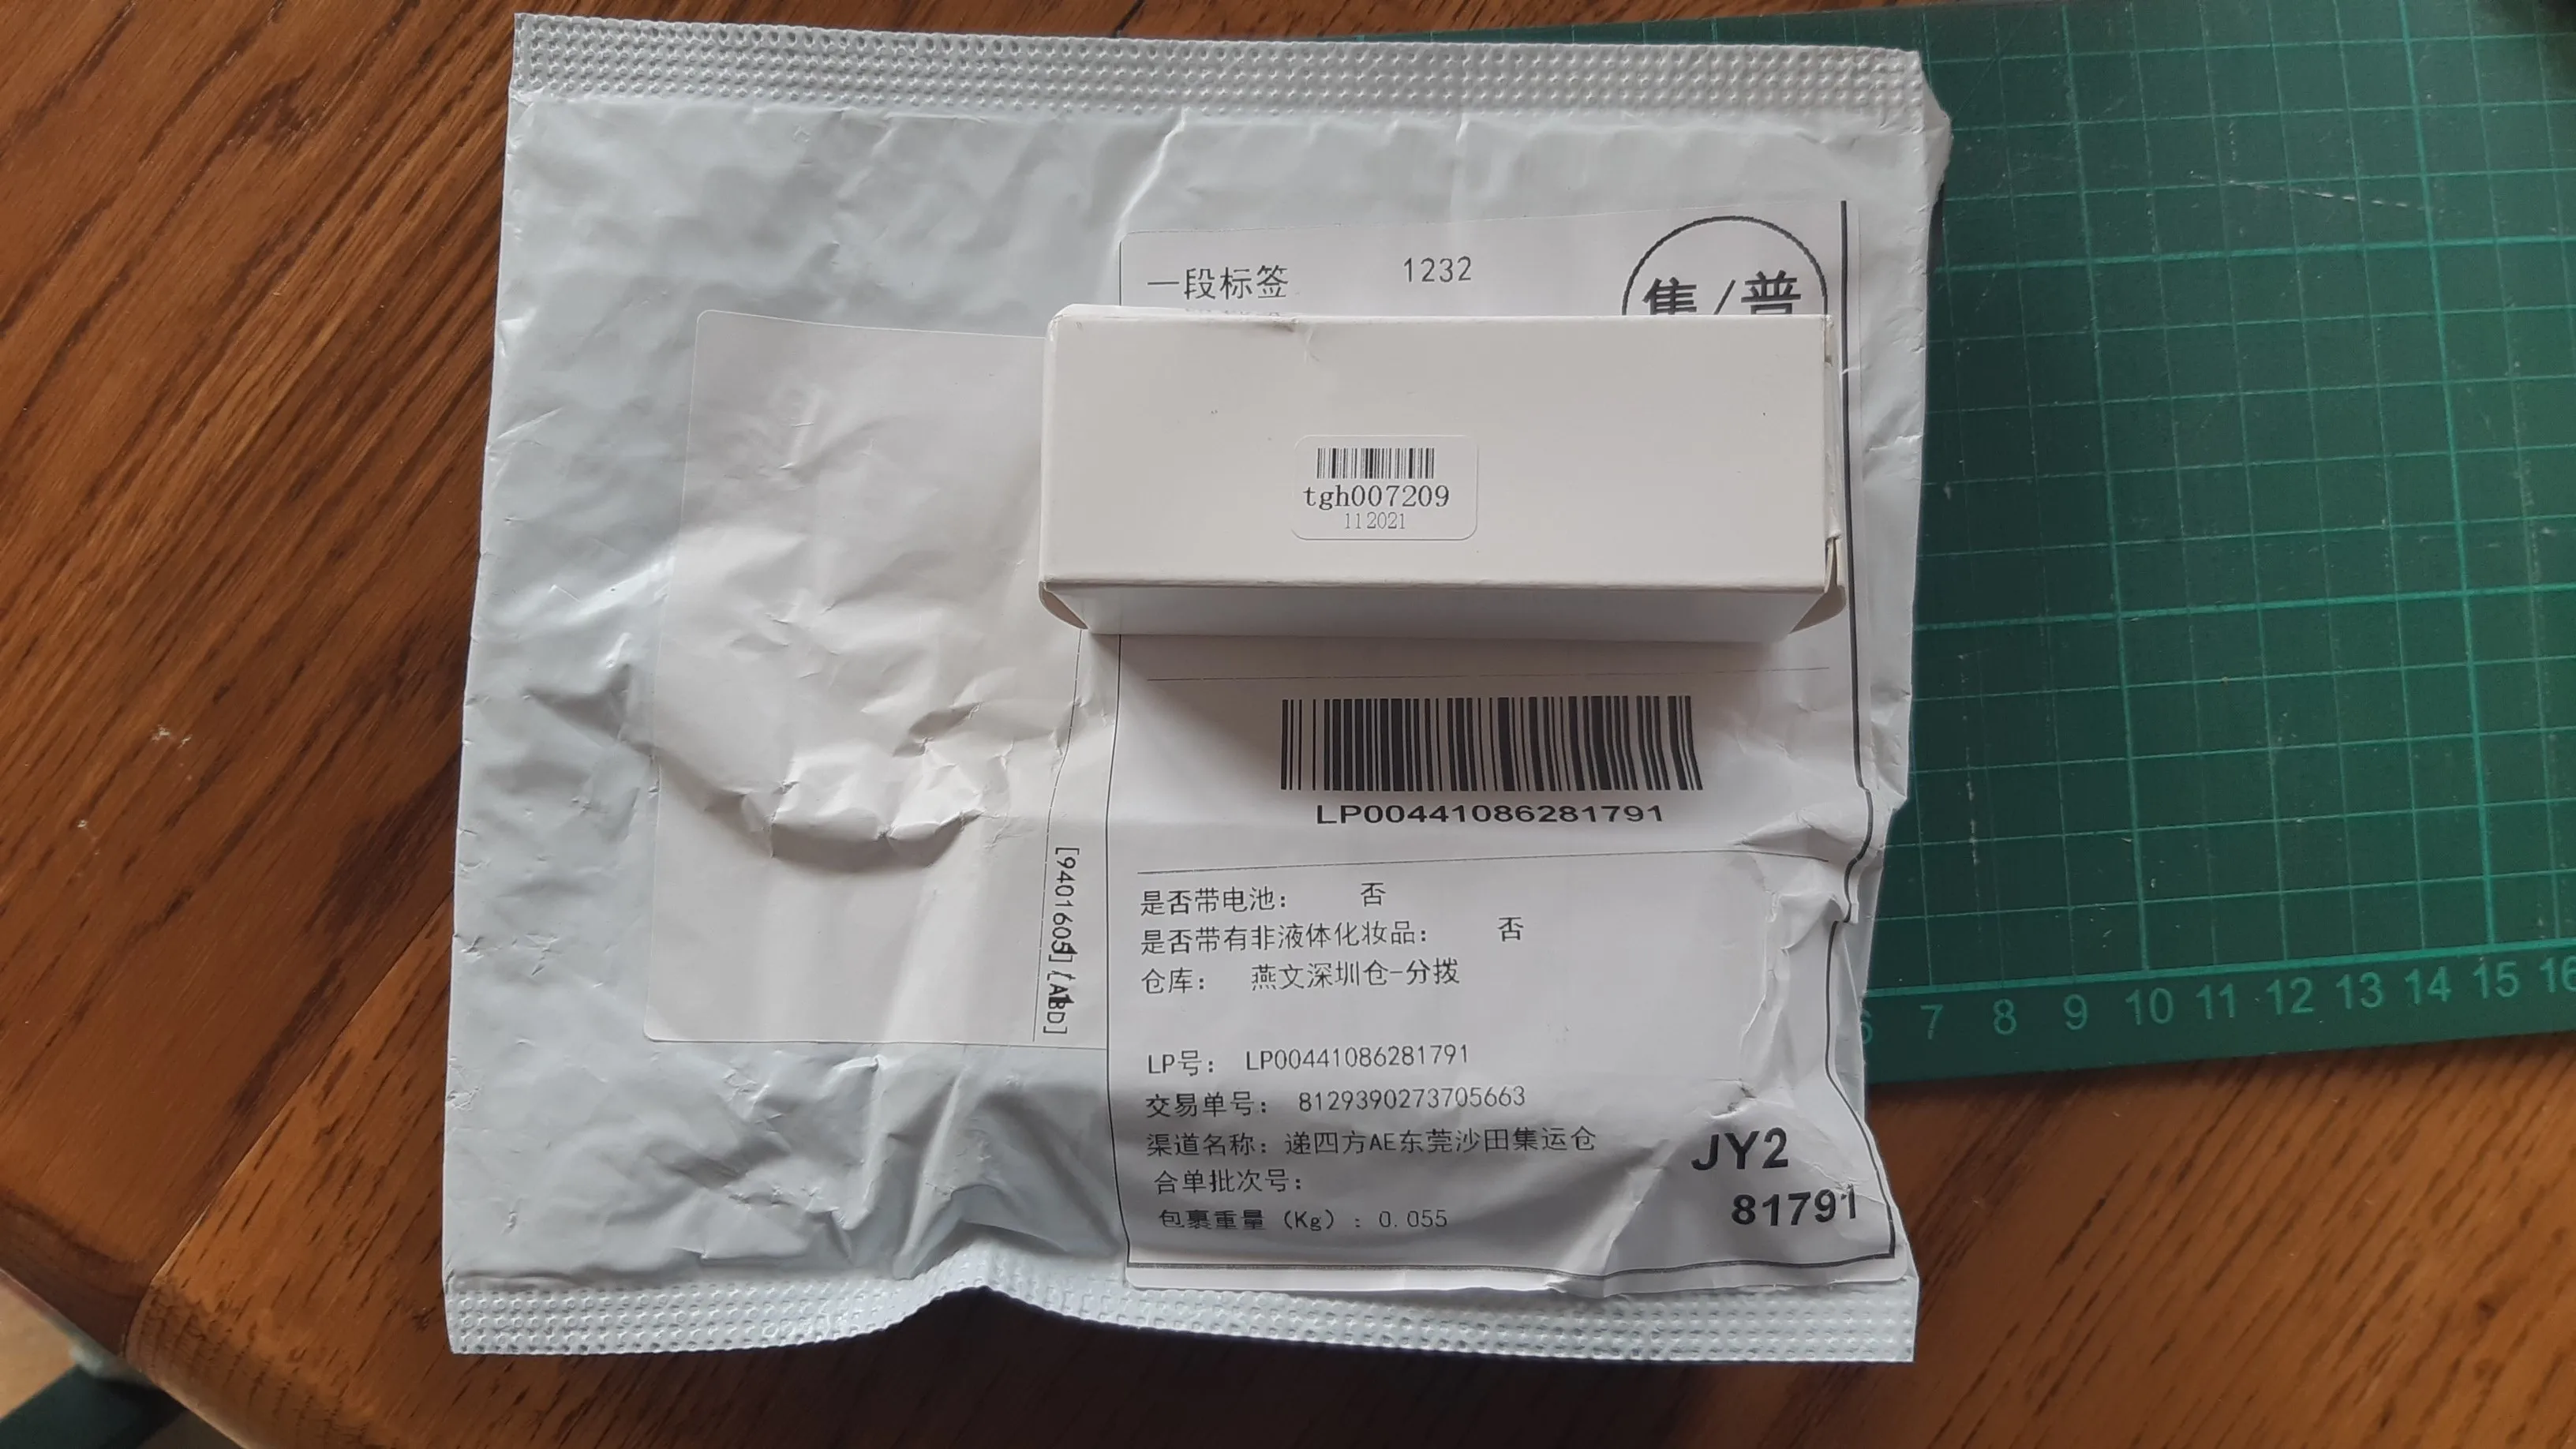 一段标签 1232
集/普
tgh007209
11 2021
LP00441086281791
是否带电池： 否
是否带有非液体化妆品： 否
仓库： 燕文深圳仓-分拨
LP号： LP00441086281791
交易单号： 8129390273705663
渠道名称：递四方AE东莞沙田集运仓
合单批次号：
包裹重量（Kg）：0.055
JY2
81791
6 7 8 9 10 11 12 13 14 15 16